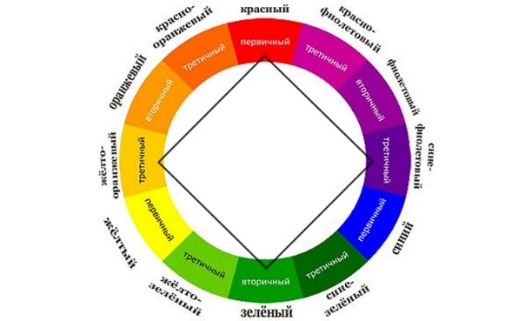 красный
первичный
красно-
фиолетовый
третичный
фиолетовый
вторичный
сине-
фиолетовый
третичный
синий
первичный
сине-
зелёный
третичный
зелёный
вторичный
жёлто-
зелёный
третичный
жёлтый
первичный
жёлто-
оранжевый
третичный
оранжевый
вторичный
красно-
оранжевый
третичный